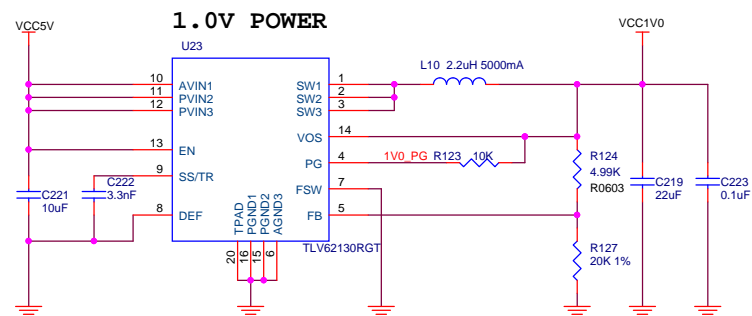 1.0V POWER
VCC5V
VCC1V0
U23
L10 2.2uH 5000mA
10 AVIN1 SW1 1
11 PVIN2 SW2 2
12 PVIN3 SW3 3
VOS 14
13 EN
PG 4 1V0_PG R123 10K
9 SS/TR
FSW 7
8 DEF FB 5
C221
10uF
C222
3.3nF
R124
4.99K
R0603
C219
22uF
C223
0.1uF
TPAD
PGND1
PGND2
AGND3
20
16
15
6
TLV62130RGT
R127
20K 1%